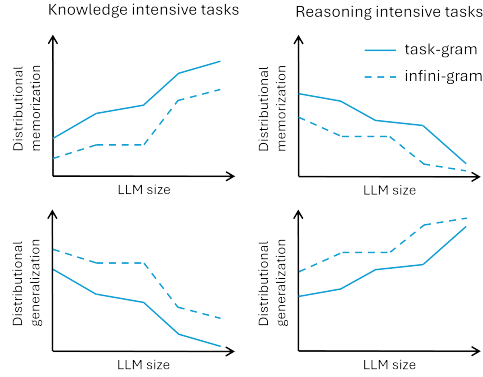 Knowledge intensive tasks
Reasoning intensive tasks
Distributional
memorization
LLM size
task-gram
infini-gram
Distributional
memorization
LLM size
Distributional
generalization
LLM size
Distributional
generalization
LLM size